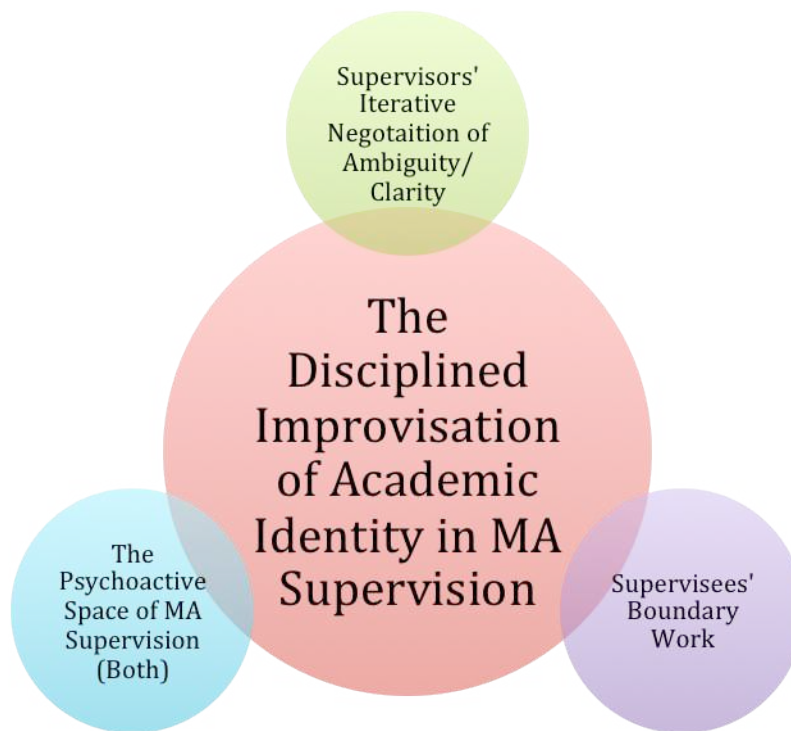 Supervisors'
Iterative
Negotaition of
Ambiguity/
Clarity
The
Disciplined
Improvisation
of Academic
Identity in MA
Supervision
The
Psychoactive
Space of MA
Supervision
(Both)
Supervisees'
Boundary
Work